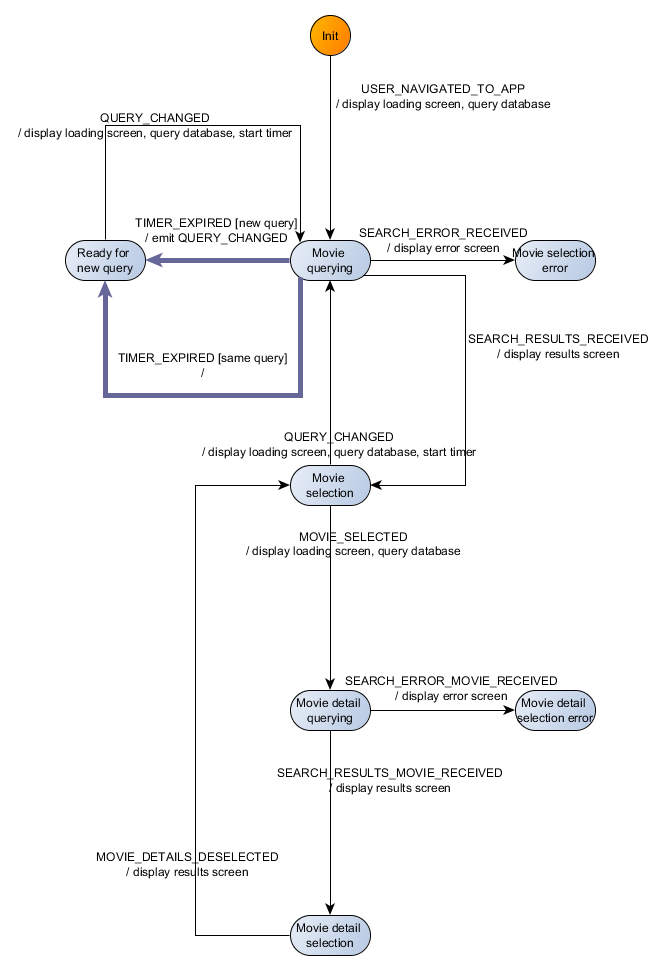 Init
USER_NAVIGATED_TO_APP
/ display loading screen, query database
QUERY_CHANGED
/ display loading screen, query database, start timer
TIMER_EXPIRED [new query]
/ emit QUERY_CHANGED
SEARCH_ERROR_RECEIVED
/ display error screen
Ready for
new query
Movie
querying
Movie selection
error
SEARCH_RESULTS_RECEIVED
/ display results screen
TIMER_EXPIRED [same query]
/
QUERY_CHANGED
/ display loading screen, query database, start timer
Movie
selection
MOVIE_SELECTED
/ display loading screen, query database
SEARCH_ERROR_MOVIE_RECEIVED
/ display error screen
Movie detail
querying
Movie detail
selection error
SEARCH_RESULTS_MOVIE_RECEIVED
/ display results screen
MOVIE_DETAILS_DESELECTED
/ display results screen
Movie detail
selection